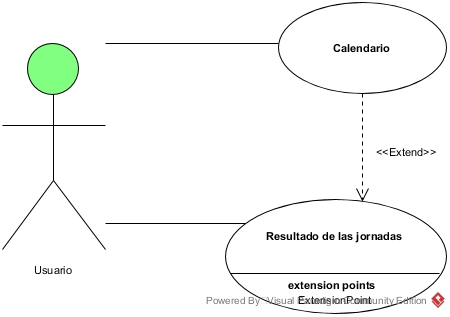 Calendario
<<Extend>>
Resultado de las jornadas
extension points
ExtensionPoint
Usuario
Powered By Visual Paradigm Community Edition